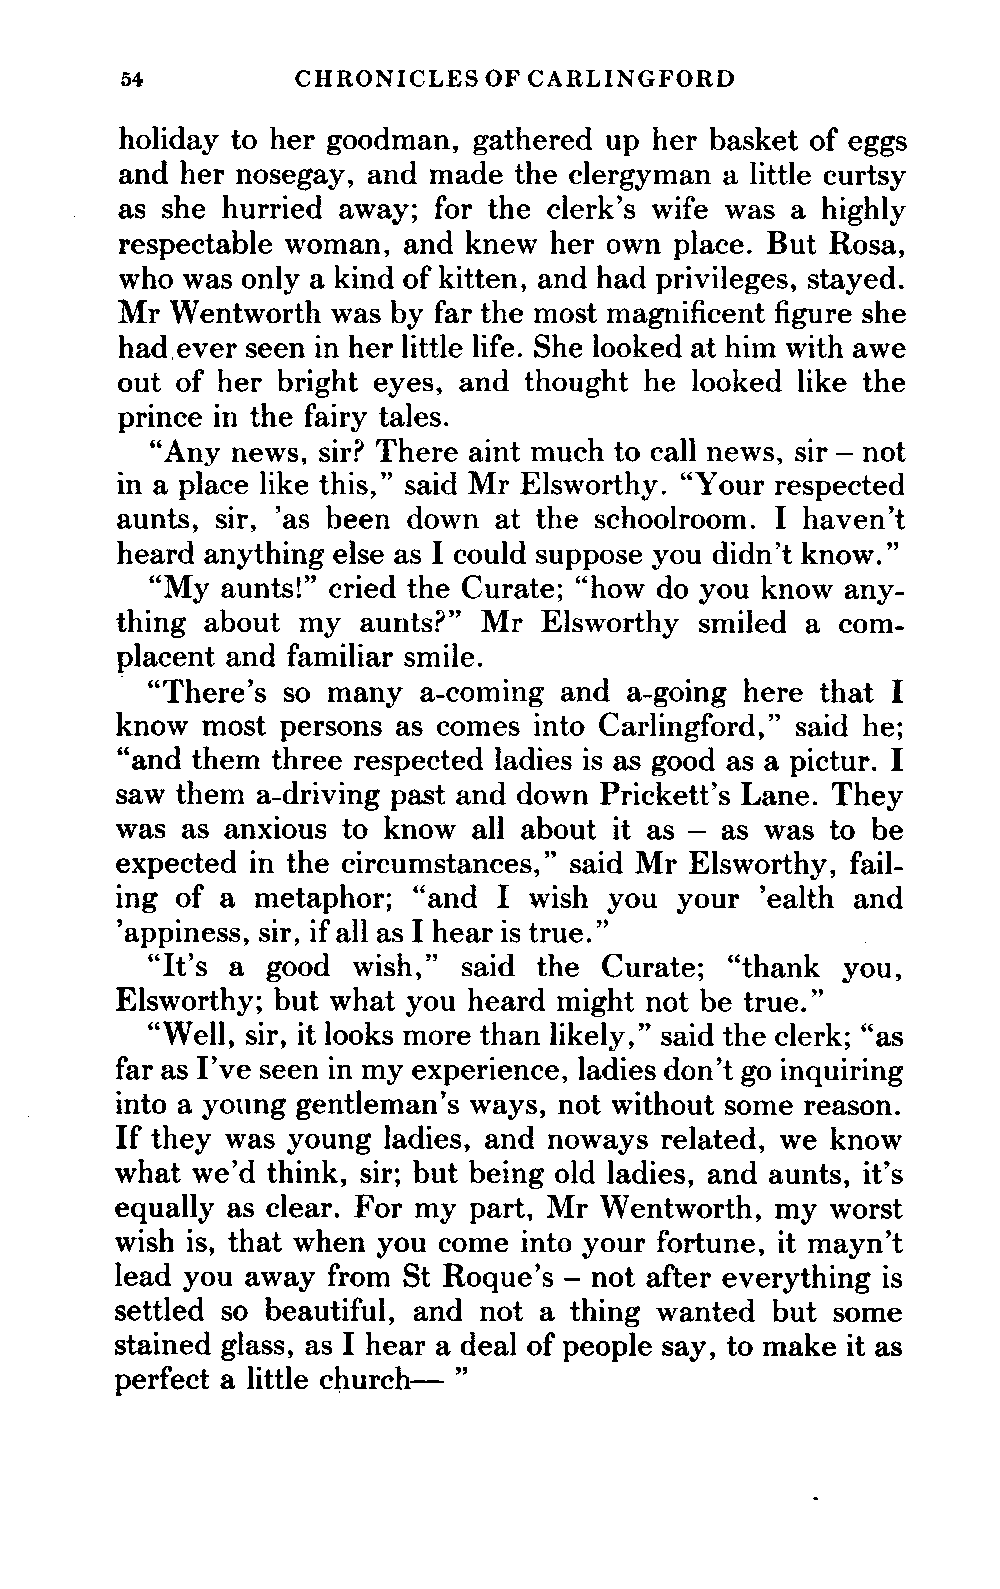 54 CHRONICLES OF CARLINGFORD
holiday to her goodman, gathered up her basket of eggs
and her nosegay, and made the clergyman a little curtsy
as she hurried away; for the clerk’s wife was a highly
respectable woman, and knew her own place. But Rosa,
who was only a kind of kitten, and had privileges, stayed.
Mr Wentworth was by far the most magnificent figure she
had ever seen in her little life. She looked at him with awe
out of her bright eyes, and thought he looked like the
prince in the fairy tales.
“Any news, sir? There aint much to call news, sir – not
in a place like this,” said Mr Elsworthy. “Your respected
aunts, sir, ’as been down at the schoolroom. I haven’t
heard anything else as I could suppose you didn’t know.”
“My aunts!” cried the Curate; “how do you know any-
thing about my aunts?” Mr Elsworthy smiled a com-
placent and familiar smile.
“There’s so many a-coming and a-going here that I
know most persons as comes into Carlingford,” said he;
“and them three respected ladies is as good as a pictur. I
saw them a-driving past and down Prickett’s Lane. They
was as anxious to know all about it as – as was to be
expected in the circumstances,” said Mr Elsworthy, fail-
ing of a metaphor; “and I wish you your ’ealth and
’appiness, sir, if all as I hear is true.”
“It’s a good wish,” said the Curate; “thank you,
Elsworthy; but what you heard might not be true.”
“Well, sir, it looks more than likely,” said the clerk; “as
far as I’ve seen in my experience, ladies don’t go inquiring
into a young gentleman’s ways, not without some reason.
If they was young ladies, and noways related, we know
what we’d think, sir; but being old ladies, and aunts, it’s
equally as clear. For my part, Mr Wentworth, my worst
wish is, that when you come into your fortune, it mayn’t
lead you away from St Roque’s – not after everything is
settled so beautiful, and not a thing wanted but some
stained glass, as I hear a deal of people say, to make it as
perfect a little church— ”